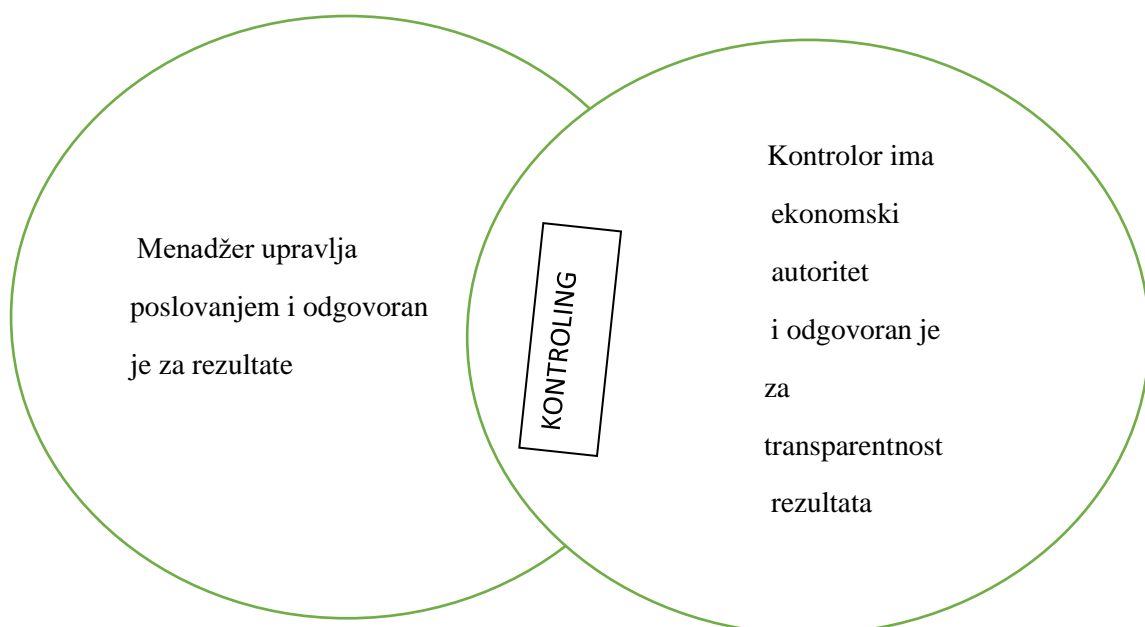 Menadžer upravlja
poslovanjem i odgovoran
je za rezultate
KONTROLING
Kontrolor ima
ekonomski
autoritet
i odgovoran je
za
transparentnost
rezultata